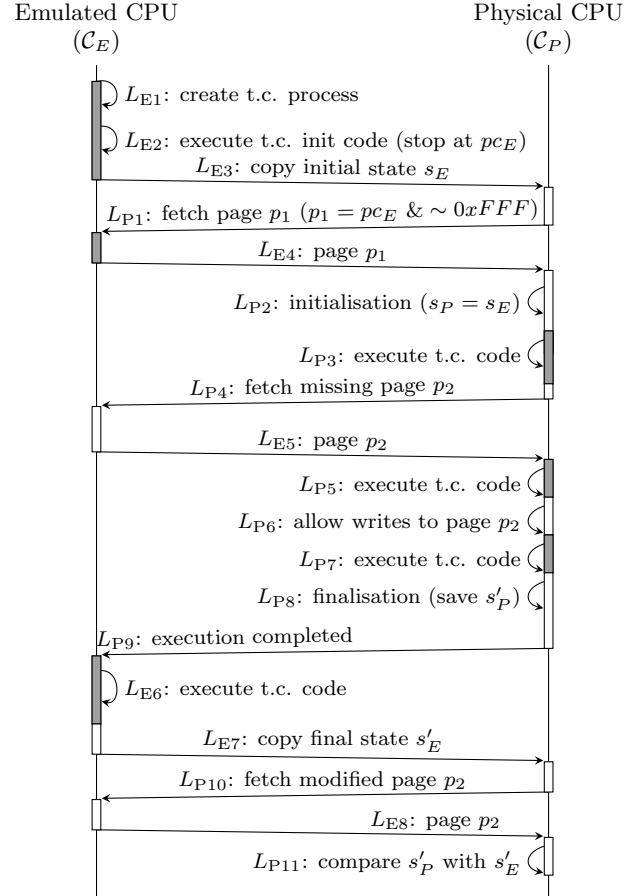 Emulated CPU Physical CPU
(𝒞_E) (𝒞_P)
L_E1: create t.c. process
L_E2: execute t.c. init code (stop at pc_E)
L_E3: copy initial state s_E
L_P1: fetch page p_1 (p_1 = pc_E & ∼ 0xFFF)
L_E4: page p_1
L_P2: initialisation (s_P = s_E)
L_P3: execute t.c. code
L_P4: fetch missing page p_2
L_E5: page p_2
L_P5: execute t.c. code
L_P6: allow writes to page p_2
L_P7: execute t.c. code
L_P8: finalisation (save s′_P)
L_P9: execution completed
L_E6: execute t.c. code
L_E7: copy final state s′_E
L_P10: fetch modified page p_2
L_E8: page p_2
L_P11: compare s′_P with s′_E